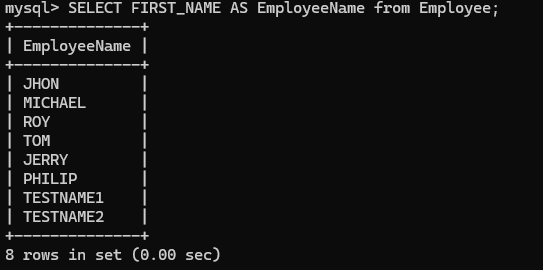 mysql> SELECT FIRST_NAME AS EmployeeName from Employee;
+--------------+
| EmployeeName |
+--------------+
| JHON         |
| MICHAEL      |
| ROY          |
| TOM          |
| JERRY        |
| PHILIP       |
| TESTNAME1    |
| TESTNAME2    |
+--------------+
8 rows in set (0.00 sec)